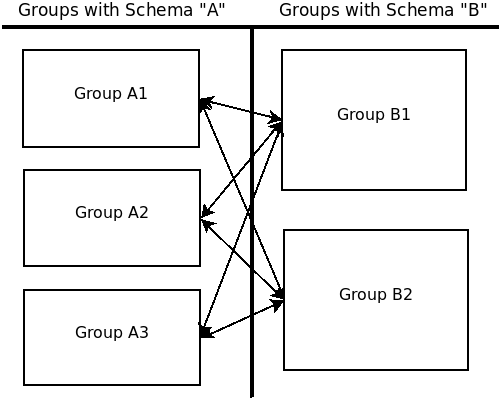 Groups with Schema "A"
Groups with Schema "B"
Group A1
Group B1
Group A2
Group B2
Group A3